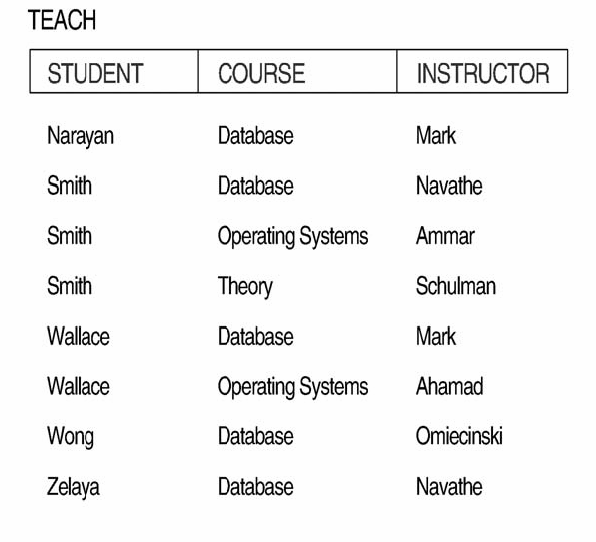 TEACH
STUDENT COURSE INSTRUCTOR
Narayan Database Mark
Smith Database Navathe
Smith Operating Systems Ammar
Smith Theory Schulman
Wallace Database Mark
Wallace Operating Systems Ahamad
Wong Database Omiecinski
Zelaya Database Navathe